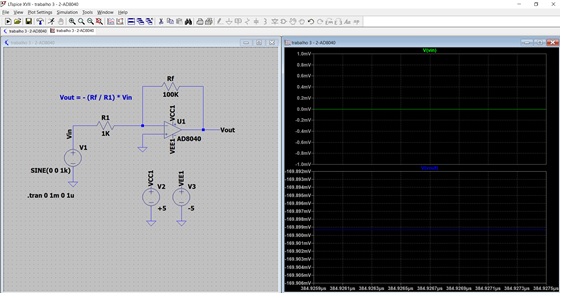 LTspice XVII - trabalho 3 - 2-AD8040
File View Plot Settings Simulation Tools Window Help
trabalho 3 - 2-AD8040 trabalho 3 - 2-AD8040
trabalho 3 - 2-AD8040
Vout = - (Rf / R1) * Vin
Rf
100K
R1
1K
VCC1
U1
AD8040
VEE1
Vout
Vin
V1
SINE(0 0 1k)
.tran 0 1m 0 1u
VCC1
V2
+5
VEE1
V3
-5
trabalho 3 - 2-AD8040
V(vin)
1.0mV
0.8mV
0.6mV
0.4mV
0.2mV
0.0mV
-0.2mV
-0.4mV
-0.6mV
-0.8mV
-1.0mV
V(vout)
-189.892mV
-189.893mV
-189.894mV
-189.895mV
-189.896mV
-189.897mV
-189.898mV
-189.899mV
-189.900mV
-189.901mV
-189.902mV
-189.903mV
-189.904mV
-189.905mV
-189.906mV
384.9259µs 384.9261µs 384.9263µs 384.9265µs 384.9267µs 384.9269µs 384.9271µs 384.9273µs 384.9275µs